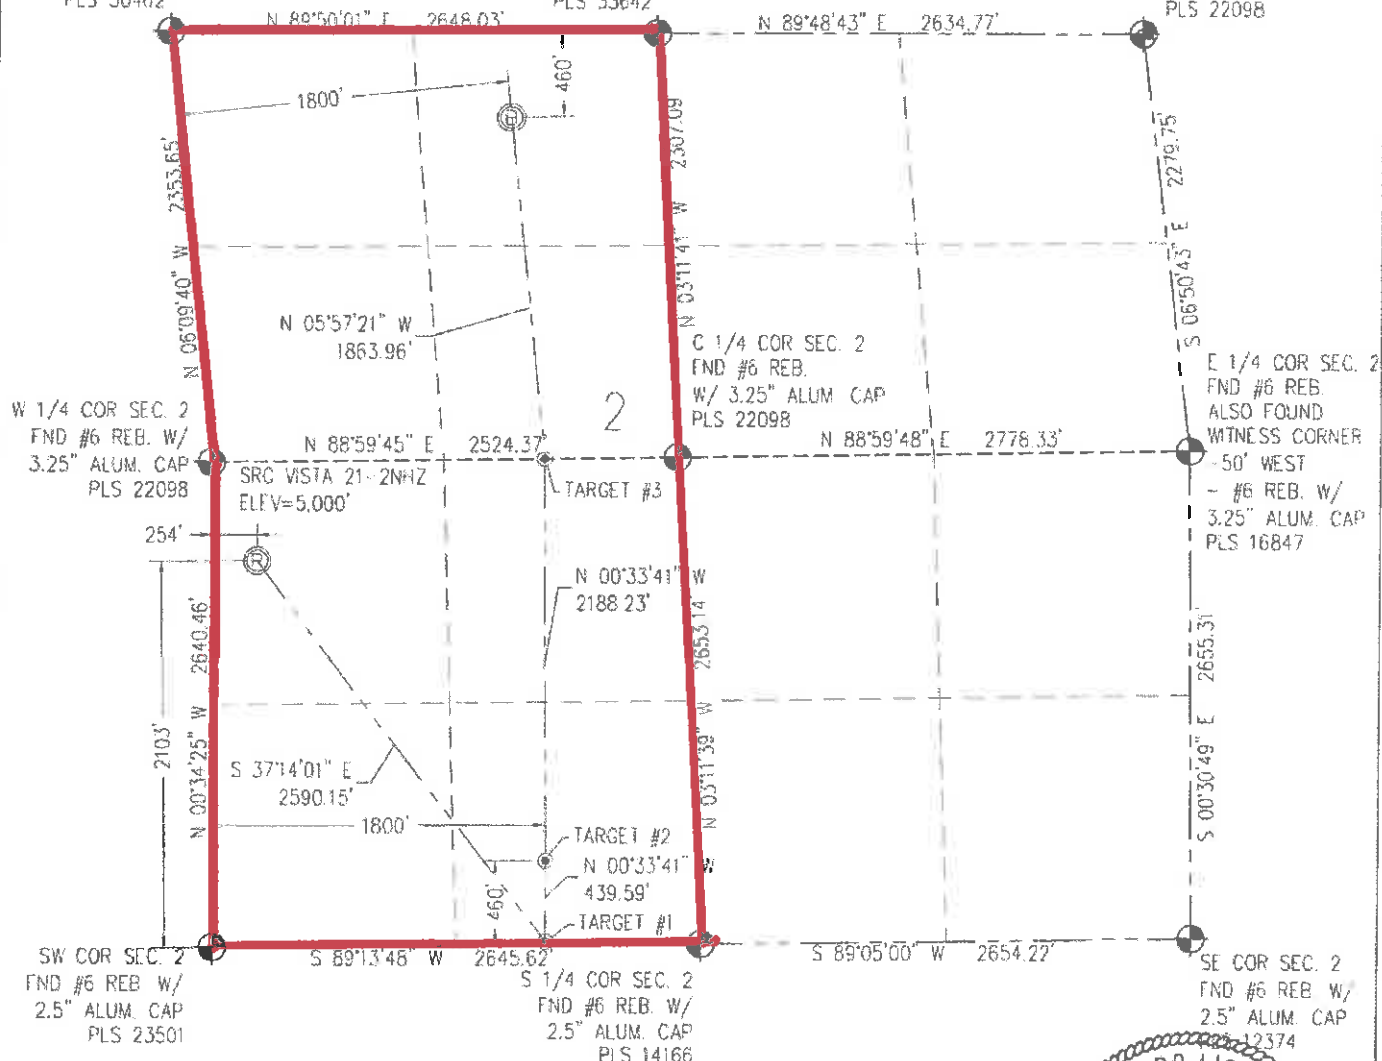 PLS 33642
PLS 22098
N 89°50'01" E 2648.03'
N 89°48'43" E 2634.77'
1800'
460'
2353.65'
N 06°09'40" W
2307.09
N 03°11'41" W
2279.75'
S 06°50'43" E
N 05°57'21" W
1863.96'
C 1/4 COR SEC. 2
FND #6 REB.
W/ 3.25" ALUM CAP
PLS 22098
E 1/4 COR SEC. 2
FND #6 REB.
ALSO FOUND
WITNESS CORNER
-50' WEST
- #6 REB. W/
3.25" ALUM. CAP
PLS 16847
2
W 1/4 COR SEC. 2
FND #6 REB. W/
3.25" ALUM. CAP
PLS 22098
N 88°59'45" E 2524.37'
N 88°59'48" E 2778.33'
SRC VISTA 21-2NHZ
ELEV=5,000'
TARGET #3
254'
R
N 00°33'41" W
2188.23'
2640.46'
N 00°34'25" W
2103'
2653.14'
N 03°11'39" W
2655.31'
S 00°30'49" E
S 37°14'01" E
2590.15'
1800'
TARGET #2
N 00°33'41" W
439.59'
460'
TARGET #1
SW COR SEC. 2
FND #6 REB W/
2.5" ALUM. CAP
PLS 23501
S 89°13'48" W 2645.62'
S 1/4 COR SEC. 2
FND #6 REB. W/
2.5" ALUM. CAP
PLS 14166
S 89°05'00" W 2654.22'
SE COR SEC. 2
FND #6 REB W/
2.5" ALUM. CAP
12374